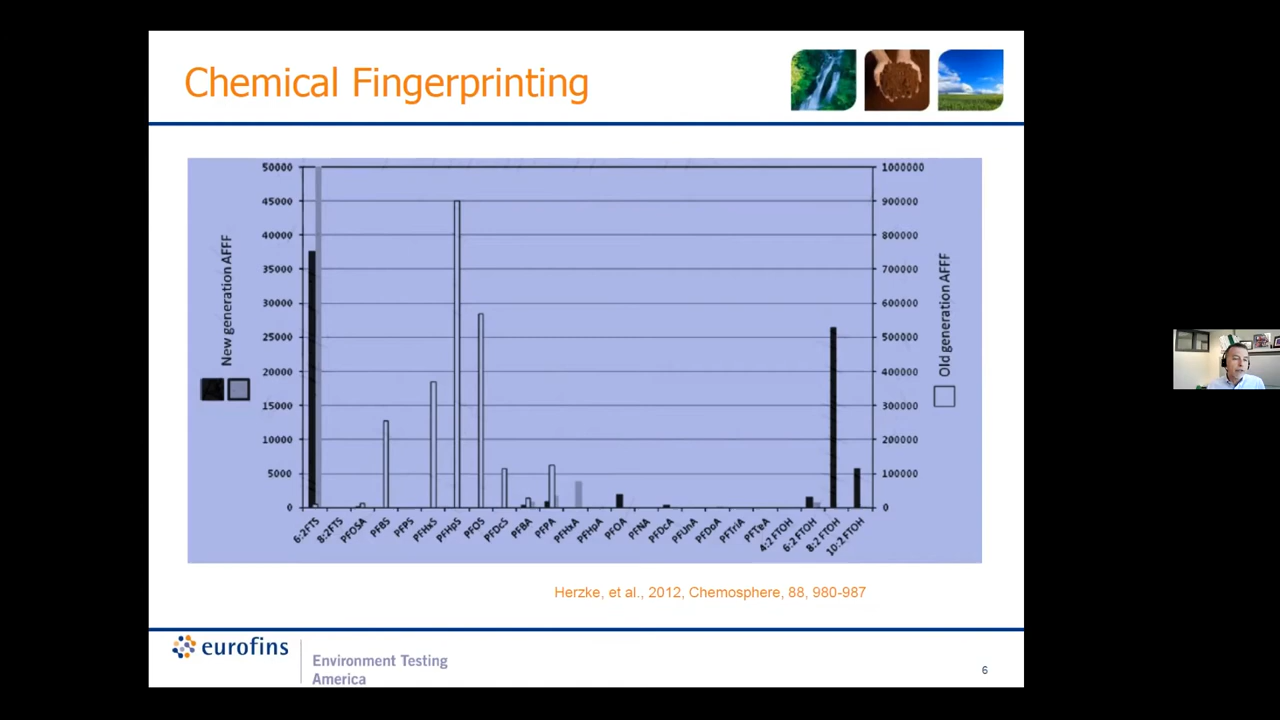 Chemical Fingerprinting
50000
45000
40000
35000
30000
25000
20000
15000
10000
5000
0
New generation AFFF
1000000
900000
800000
700000
600000
500000
400000
300000
200000
100000
0
Old generation AFFF
6:2FTS
8:2FTS
PFOSA
PFBS
PFPS
PFHxS
PFHpS
PFOS
PFDcS
PFBA
PFPA
PFHxA
PFHpA
PFOA
PFNA
PFDcA
PFUnA
PFDoA
PFTriA
PFTeA
4:2 FTOH
6:2 FTOH
8:2 FTOH
10:2 FTOH
Herzke, et al., 2012, Chemosphere, 88, 980-987
eurofins
Environment Testing
America
6